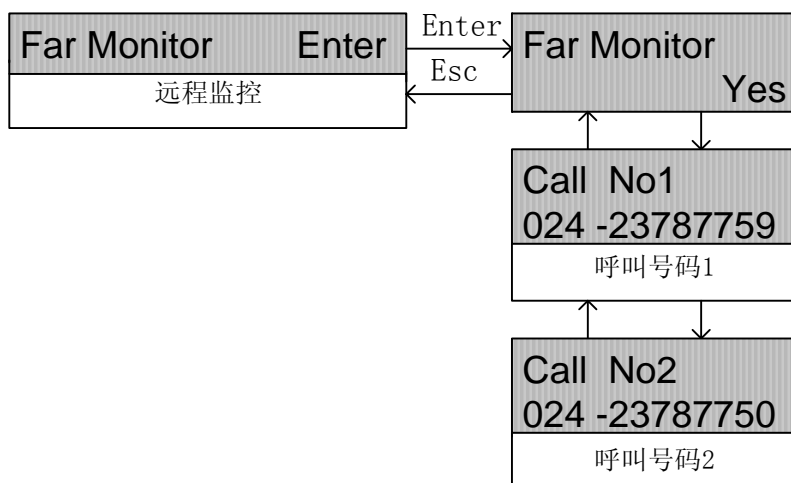 Far Monitor Enter
远程监控
Enter
Esc
Far Monitor
Yes
Call No1
024 -23787759
呼叫号码1
Call No2
024 -23787750
呼叫号码2